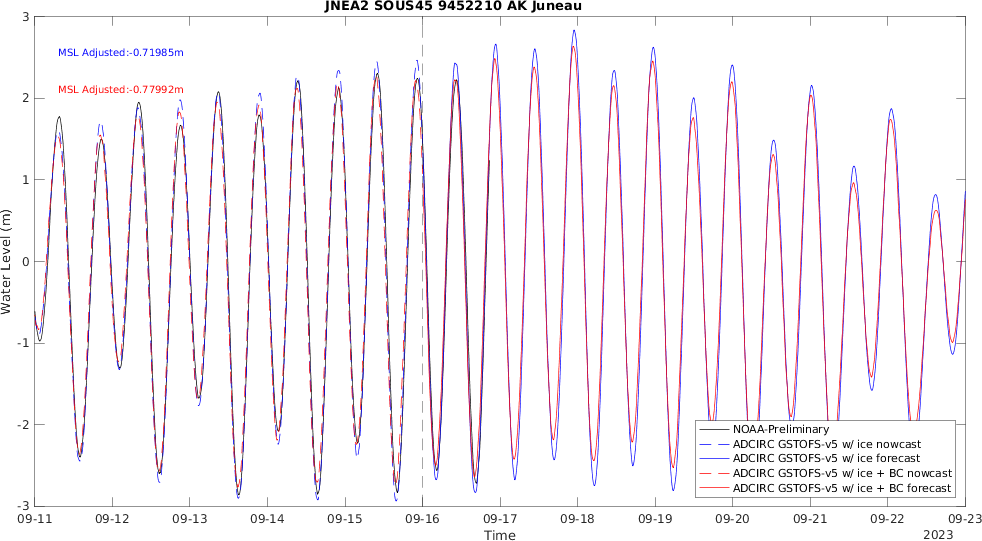 JNEA2 SOUS45 9452210 AK Juneau
3
2
1
0
-1
-2
-3
Water Level (m)
MSL Adjusted:-0.71985m
MSL Adjusted:-0.77992m
NOAA-Preliminary
ADCIRC GSTOFS-v5 w/ ice nowcast
ADCIRC GSTOFS-v5 w/ ice forecast
ADCIRC GSTOFS-v5 w/ ice + BC nowcast
ADCIRC GSTOFS-v5 w/ ice + BC forecast
09-11 09-12 09-13 09-14 09-15 09-16 09-17 09-18 09-19 09-20 09-21 09-22 09-23
Time
2023